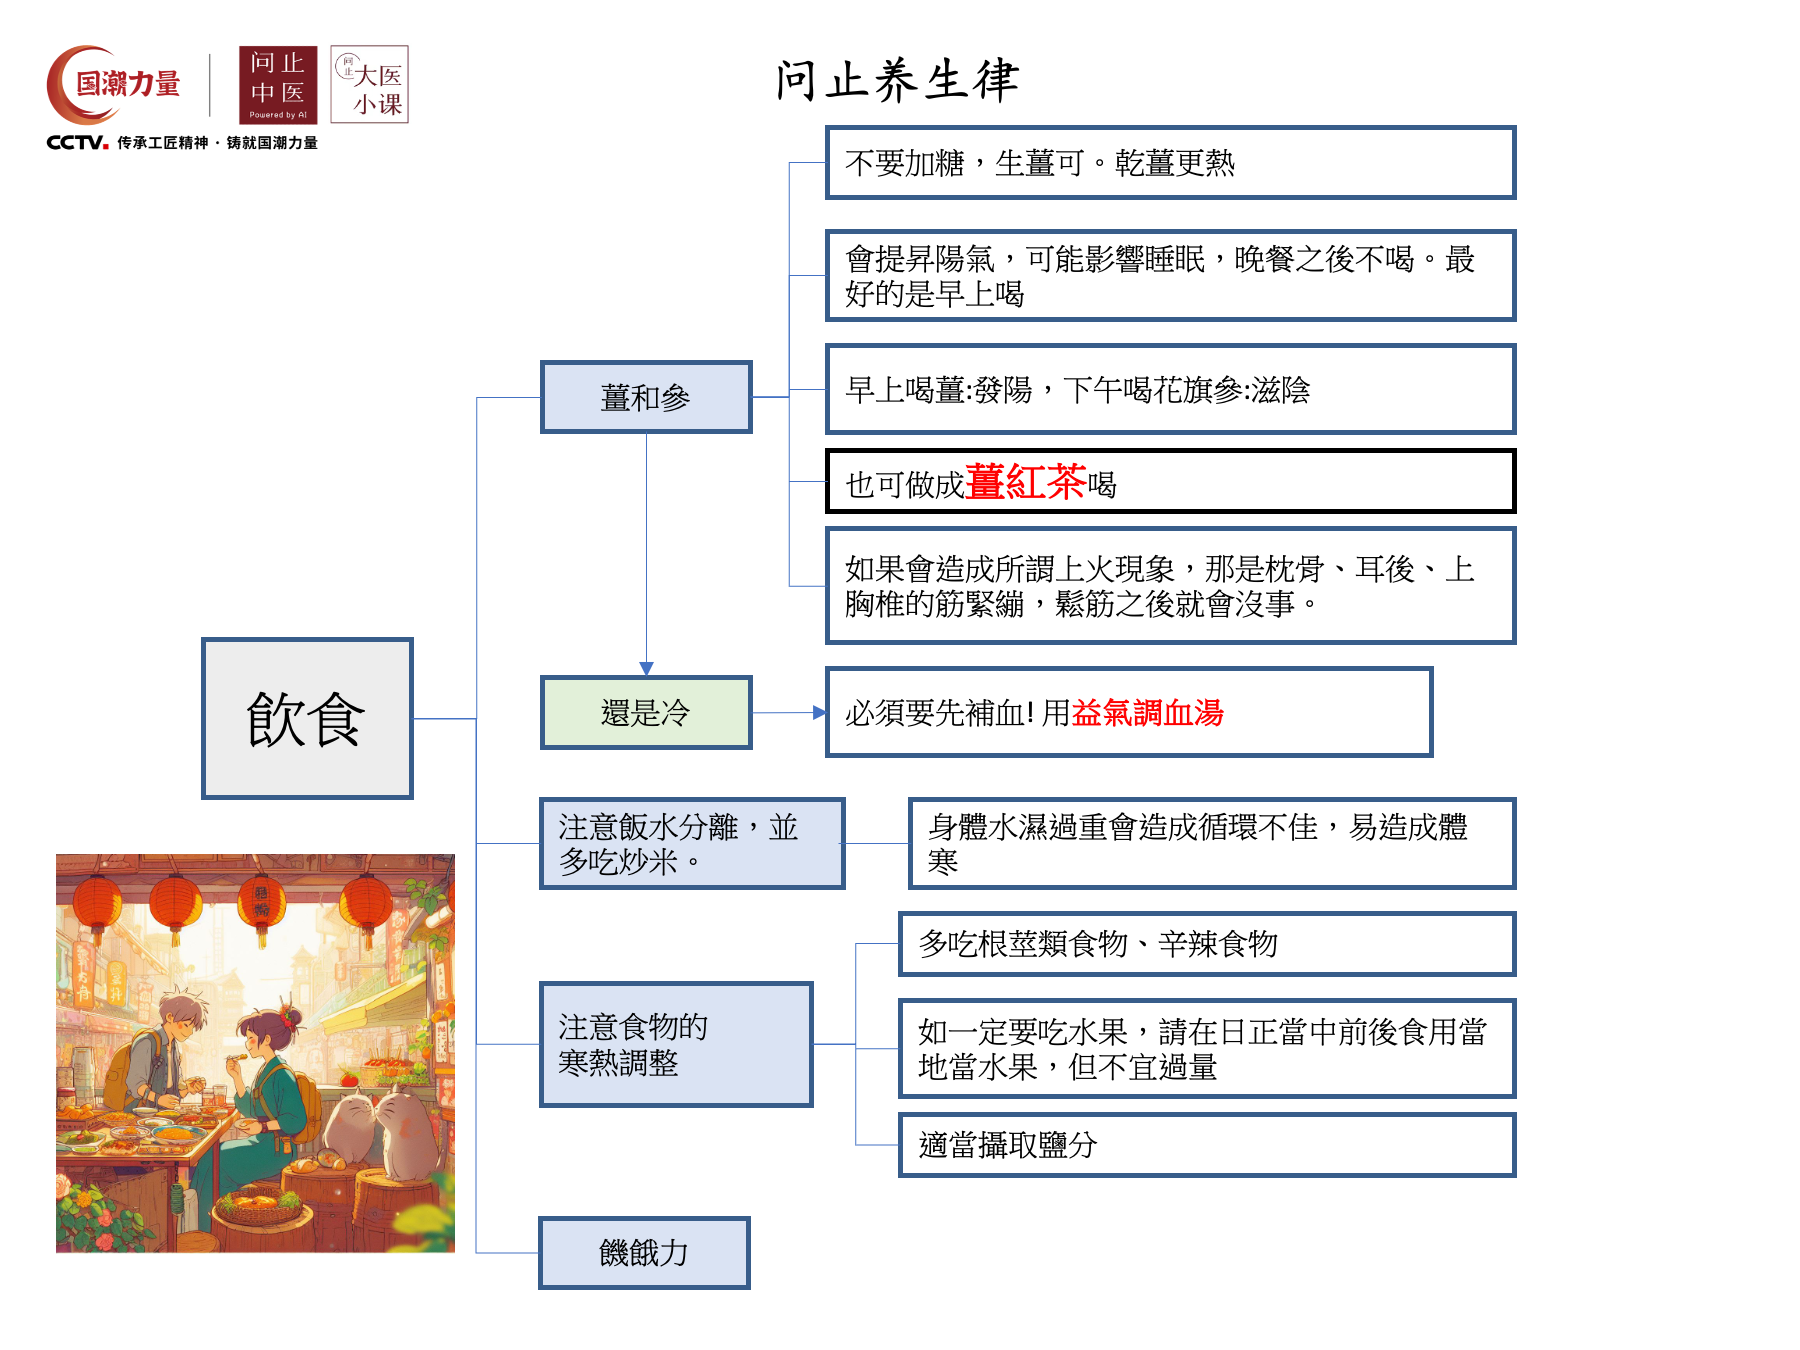 国潮力量
问止
中医
Powered by AI
问止
大医
小课
CCTV. 传承工匠精神·铸就国潮力量
问止养生律
不要加糖，生薑可。乾薑更熱
會提昇陽氣，可能影響睡眠，晚餐之後不喝。最
好的是早上喝
薑和參
早上喝薑:發陽，下午喝花旗參:滋陰
也可做成薑紅茶喝
如果會造成所謂上火現象，那是枕骨、耳後、上
胸椎的筋緊繃，鬆筋之後就會沒事。
飲食
還是冷
必須要先補血! 用益氣調血湯
注意飯水分離，並
多吃炒米。
身體水濕過重會造成循環不佳，易造成體
寒
注意食物的
寒熱調整
多吃根莖類食物、辛辣食物
如一定要吃水果，請在日正當中前後食用當
地當水果，但不宜過量
適當攝取鹽分
饑餓力